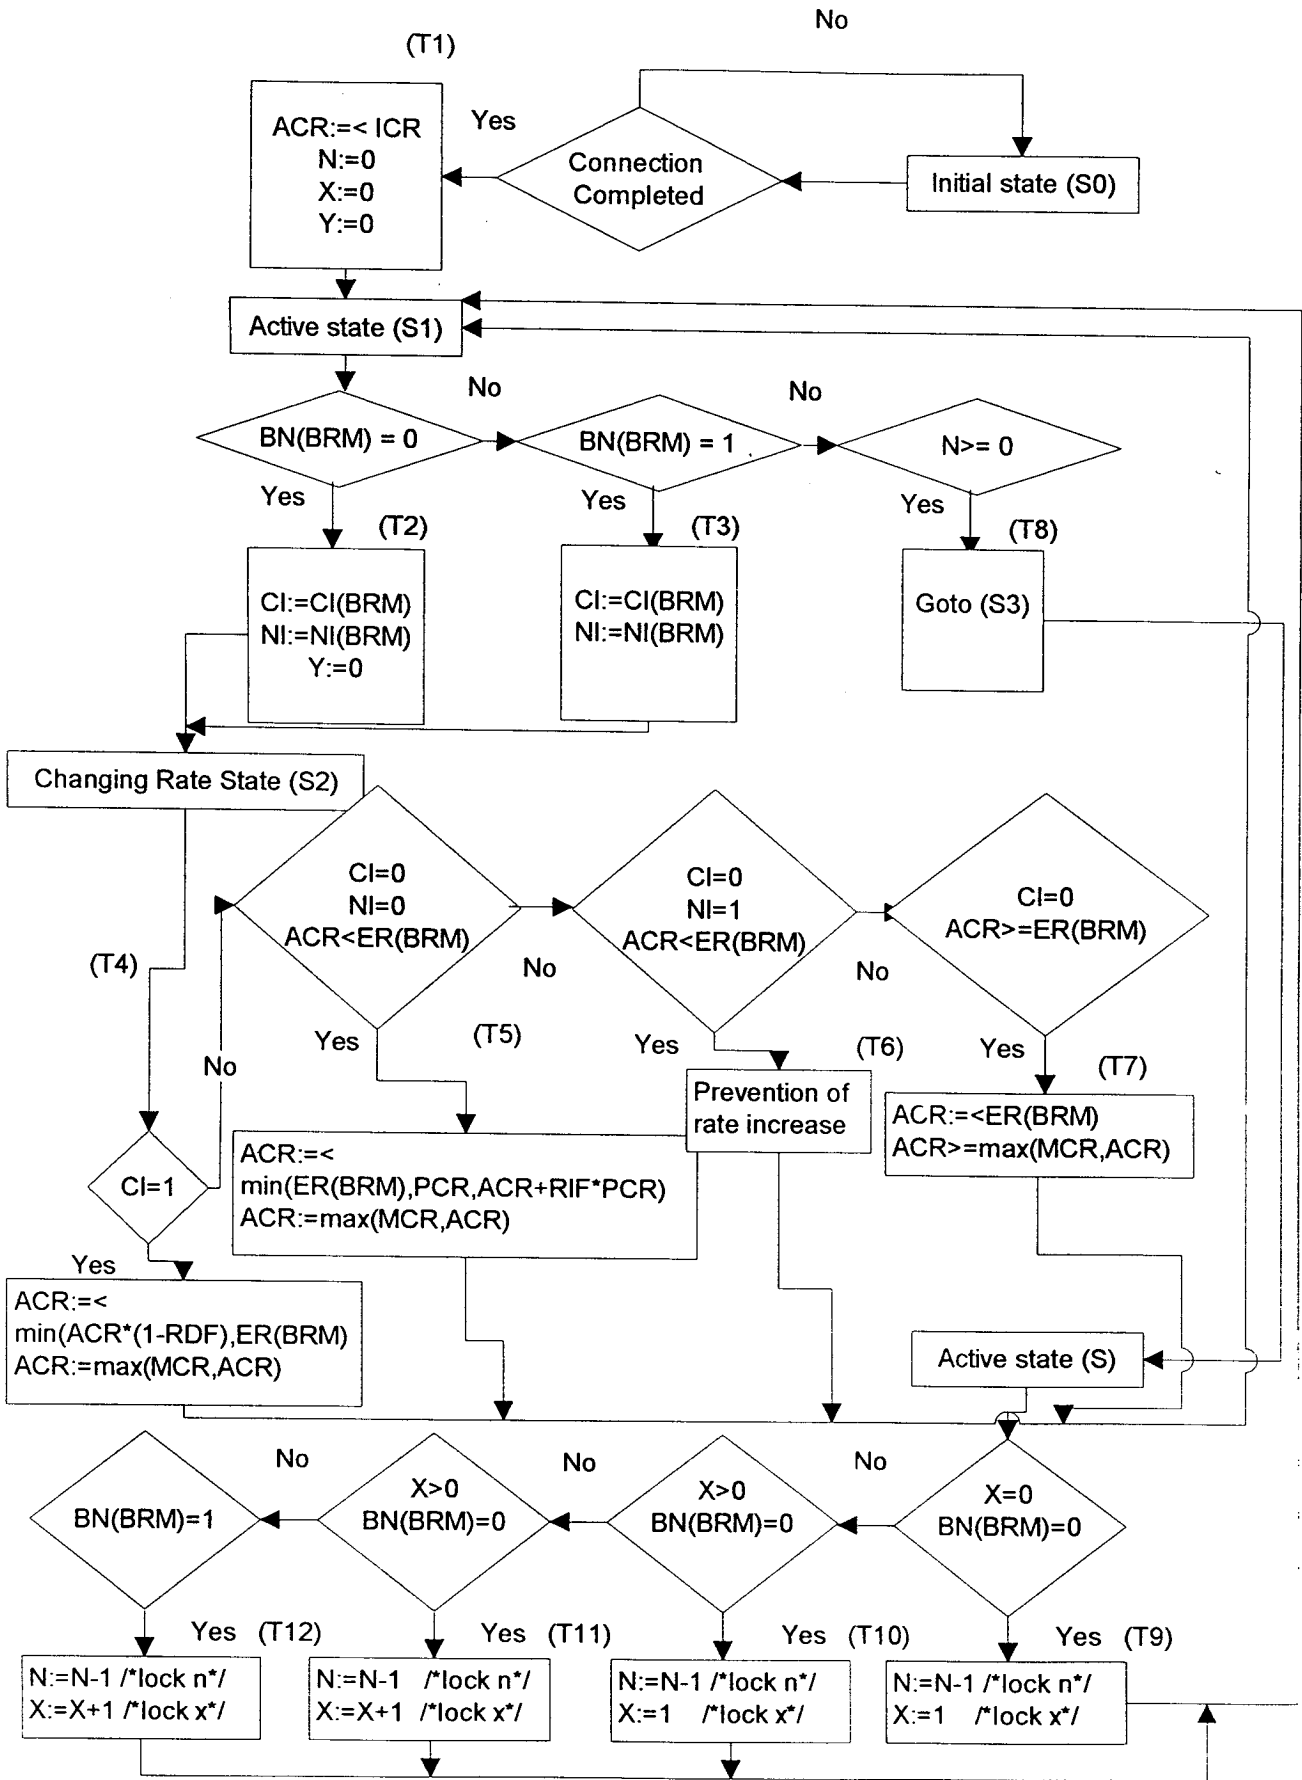 No
(T1)
ACR:=< ICR
N:=0
X:=0
Y:=0
Yes
Connection
Completed
Initial state (S0)
Active state (S1)
No
No
BN(BRM) = 0
BN(BRM) = 1
N>= 0
Yes
Yes
Yes
(T2)
(T3)
(T8)
CI:=CI(BRM)
NI:=NI(BRM)
Y:=0
CI:=CI(BRM)
NI:=NI(BRM)
Goto (S3)
Changing Rate State (S2)
CI=0
NI=0
ACR<ER(BRM)
CI=0
NI=1
ACR<ER(BRM)
CI=0
ACR>=ER(BRM)
(T4)
No
No
No
Yes
(T5)
Yes
(T6)
Yes
(T7)
CI=1
ACR:=<
min(ER(BRM),PCR,ACR+RIF*PCR)
ACR:=max(MCR,ACR)
Prevention of
rate increase
ACR:=<ER(BRM)
ACR>=max(MCR,ACR)
Yes
ACR:=<
min(ACR*(1-RDF),ER(BRM)
ACR:=max(MCR,ACR)
Active state (S)
No
No
No
BN(BRM)=1
X>0
BN(BRM)=0
X>0
BN(BRM)=0
X=0
BN(BRM)=0
Yes (T12)
Yes (T11)
Yes (T10)
Yes (T9)
N:=N-1 /*lock n*/
X:=X+1 /*lock x*/
N:=N-1 /*lock n*/
X:=X+1 /*lock x*/
N:=N-1 /*lock n*/
X:=1 /*lock x*/
N:=N-1 /*lock n*/
X:=1 /*lock x*/